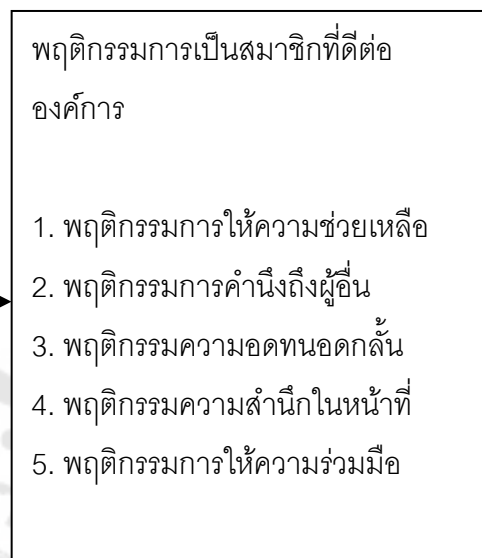 พฤติกรรมการเป็นสมาชิกที่ดีต่อ
องค์การ
1. พฤติกรรมการให้ความช่วยเหลือ
2. พฤติกรรมการคำนึงถึงผู้อื่น
3. พฤติกรรมความอดทนอดกลั้น
4. พฤติกรรมความสำนึกในหน้าที่
5. พฤติกรรมการให้ความร่วมมือ